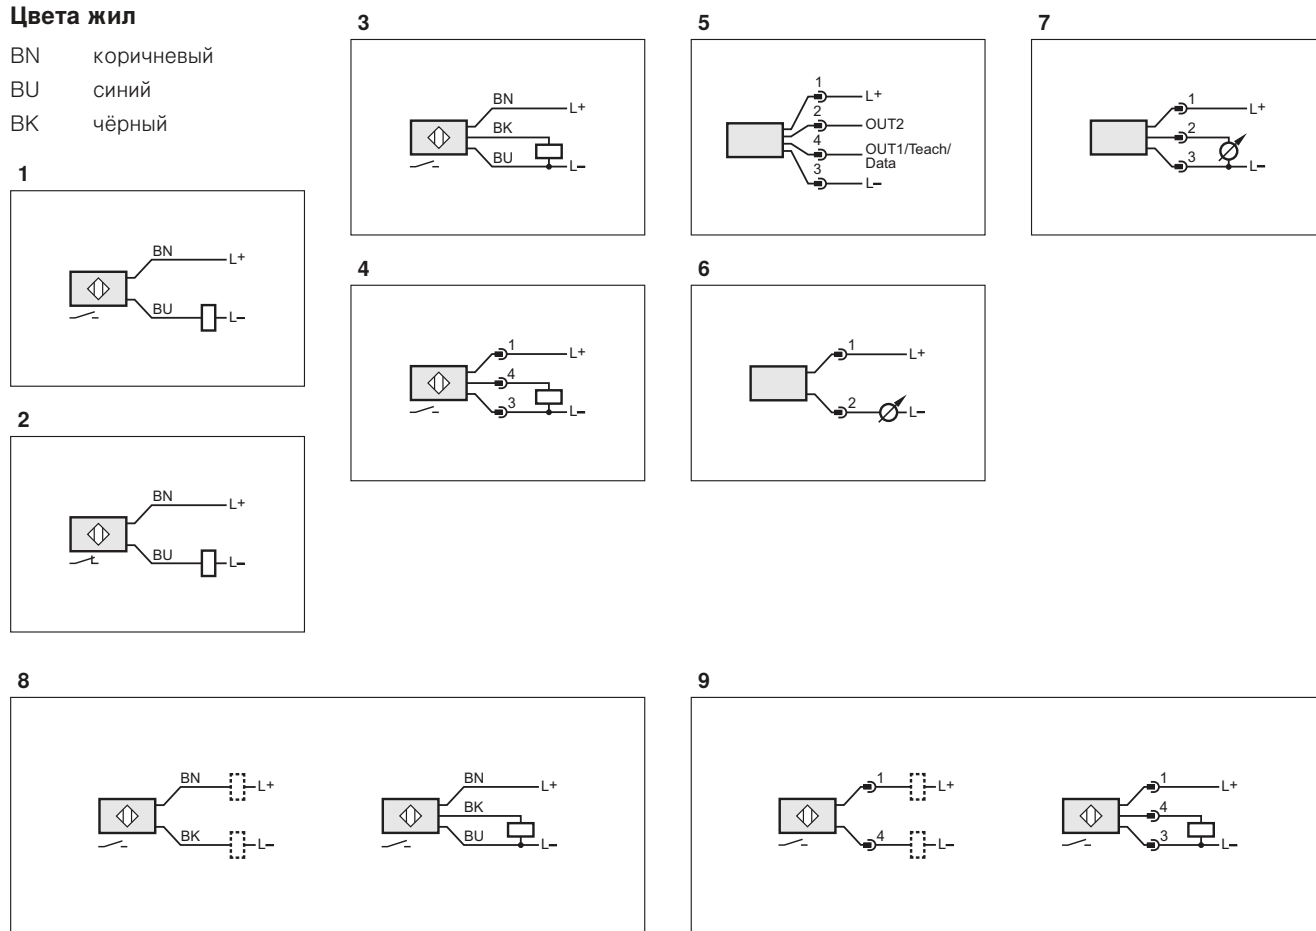 Цвета жил
BN коричневый
BU синий
BK чёрный
1
BN
L+
BU
L–
2
BN
L+
BU
L–
3
BN
L+
BK
BU
L–
4
1
L+
4
3
L–
5
1
L+
2
OUT2
4
OUT1/Teach/
Data
3
L–
6
1
L+
2
L–
7
1
L+
2
3
L–
8
BN
L+
BK
L–
BN
L+
BK
BU
L–
9
1
L+
4
L–
1
L+
4
3
L–